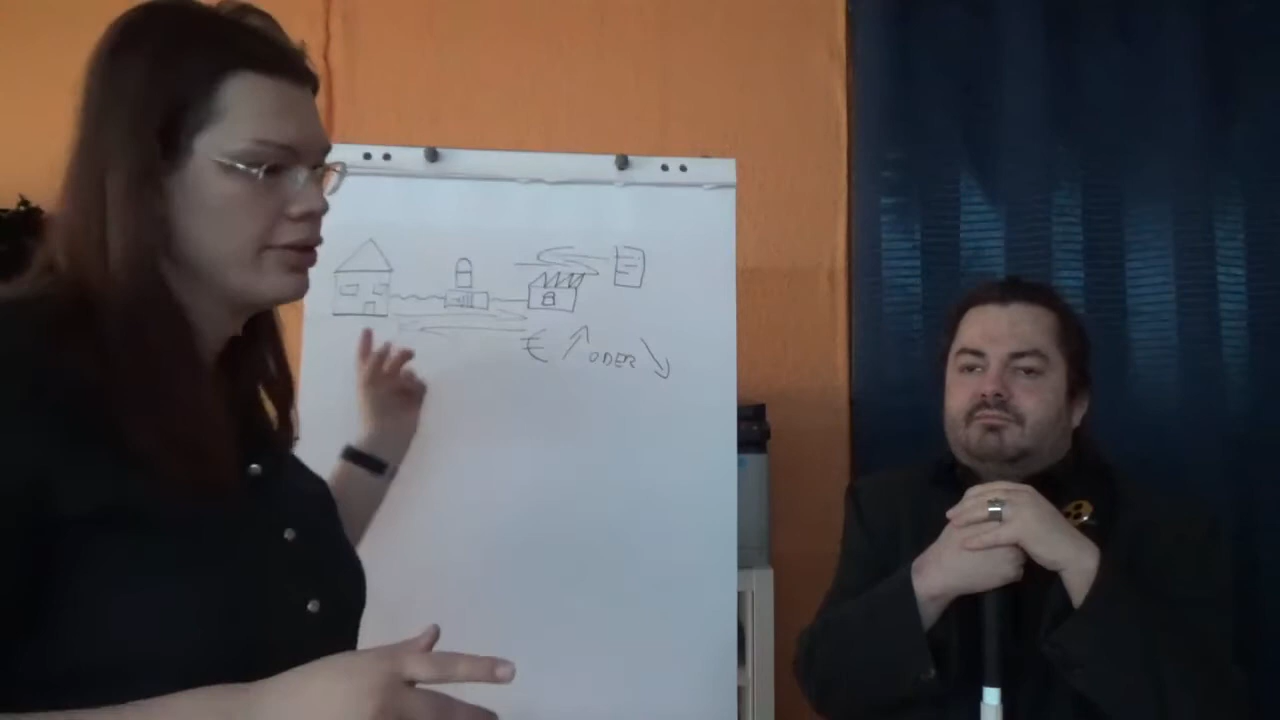 € ↗ ODER ↘